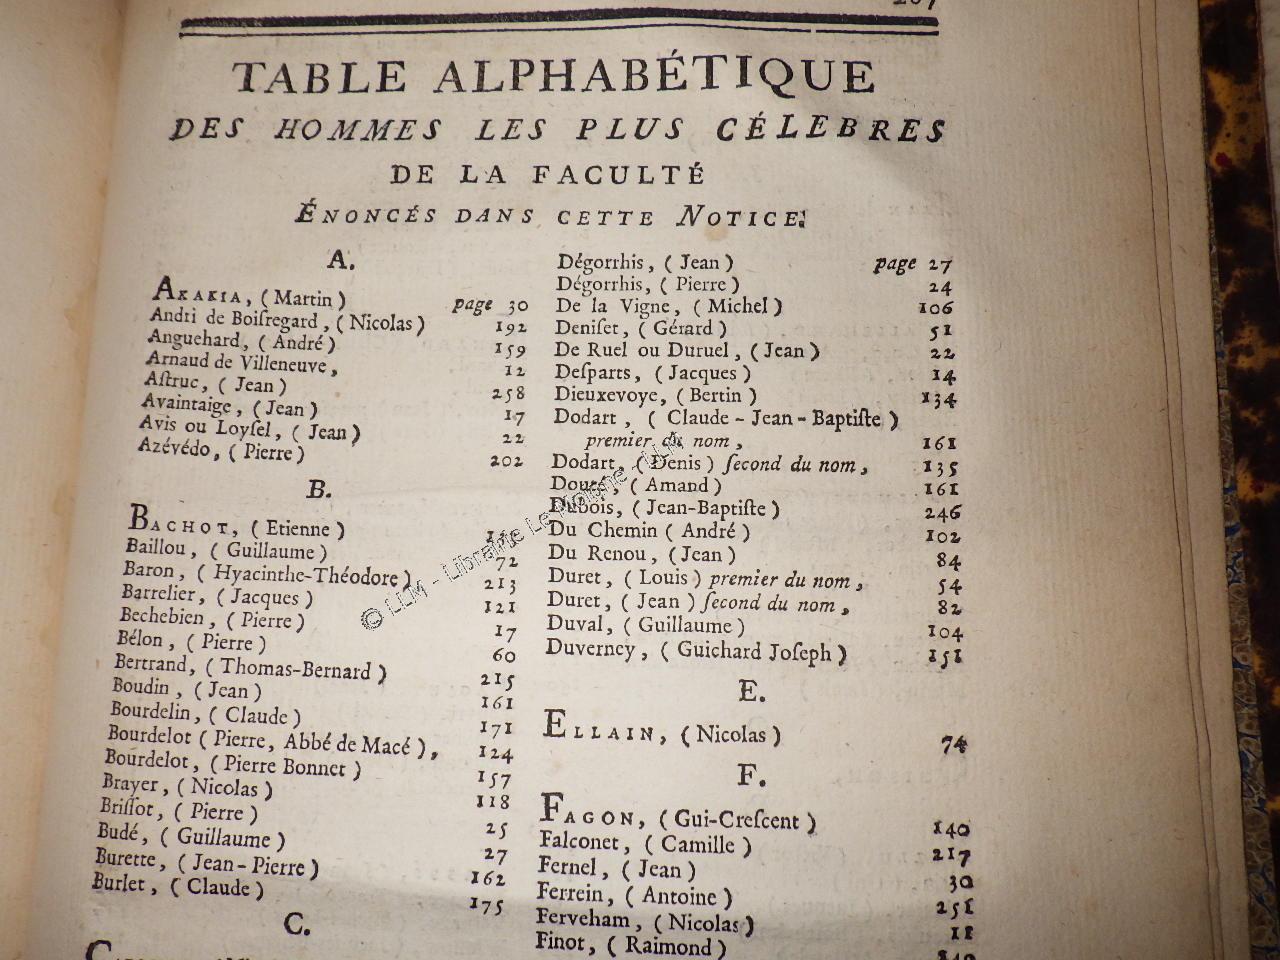 TABLE ALPHABÉTIQUE
DES HOMMES LES PLUS CÉLEBRES
DE LA FACULTÉ
ÉNONCÉS DANS CETTE NOTICE.
A.
AKAKIA, (Martin) page 30
Andri de Boiſregard, (Nicolas) 192
Anguehard, (André) 159
Arnaud de Villeneuve, 12
Aſtruc, (Jean) 258
Avaintaige, (Jean) 17
Avis ou Loyſel, (Jean) 22
Azévédo, (Pierre) 202
B.
BACHOT, (Etienne)
Baillou, (Guillaume) 72
Baron, (Hyacinthe-Théodore) 213
Barrelier, (Jacques) 121
Bechebien, (Pierre) 17
Bélon, (Pierre) 60
Bertrand, (Thomas-Bernard) 215
Boudin, (Jean) 161
Bourdelin, (Claude) 171
Bourdelot (Pierre, Abbé de Macé), 124
Bourdelot, (Pierre Bonnet) 157
Brayer, (Nicolas) 118
Briſſot, (Pierre) 25
Budé, (Guillaume) 27
Burette, (Jean-Pierre) 162
Burlet, (Claude) 175
C.
Dégorrhis, (Jean) page 27
Dégorrhis, (Pierre) 24
De la Vigne, (Michel) 106
Deniſet, (Gérard) 51
De Ruel ou Duruel, (Jean) 22
Deſparts, (Jacques) 14
Dieuxevoye, (Bertin) 134
Dodart, (Claude-Jean-Baptiſte)
premier du nom, 161
Dodart, (Denis) ſecond du nom, 135
Douté, (Amand) 161
Dubois, (Jean-Baptiſte) 246
Du Chemin (André) 102
Du Renou, (Jean) 84
Duret, (Louis) premier du nom, 54
Duret, (Jean) ſecond du nom, 82
Duval, (Guillaume) 104
Duverney, (Guichard Joſeph) 151
E.
ELLAIN, (Nicolas) 74
F.
FAGON, (Gui-Creſcent) 140
Falconet, (Camille) 217
Fernel, (Jean) 30
Ferrein, (Antoine) 251
Ferveham, (Nicolas) 11
Finot, (Raimond)
© LLM - Librairie Le Moigne - LLM